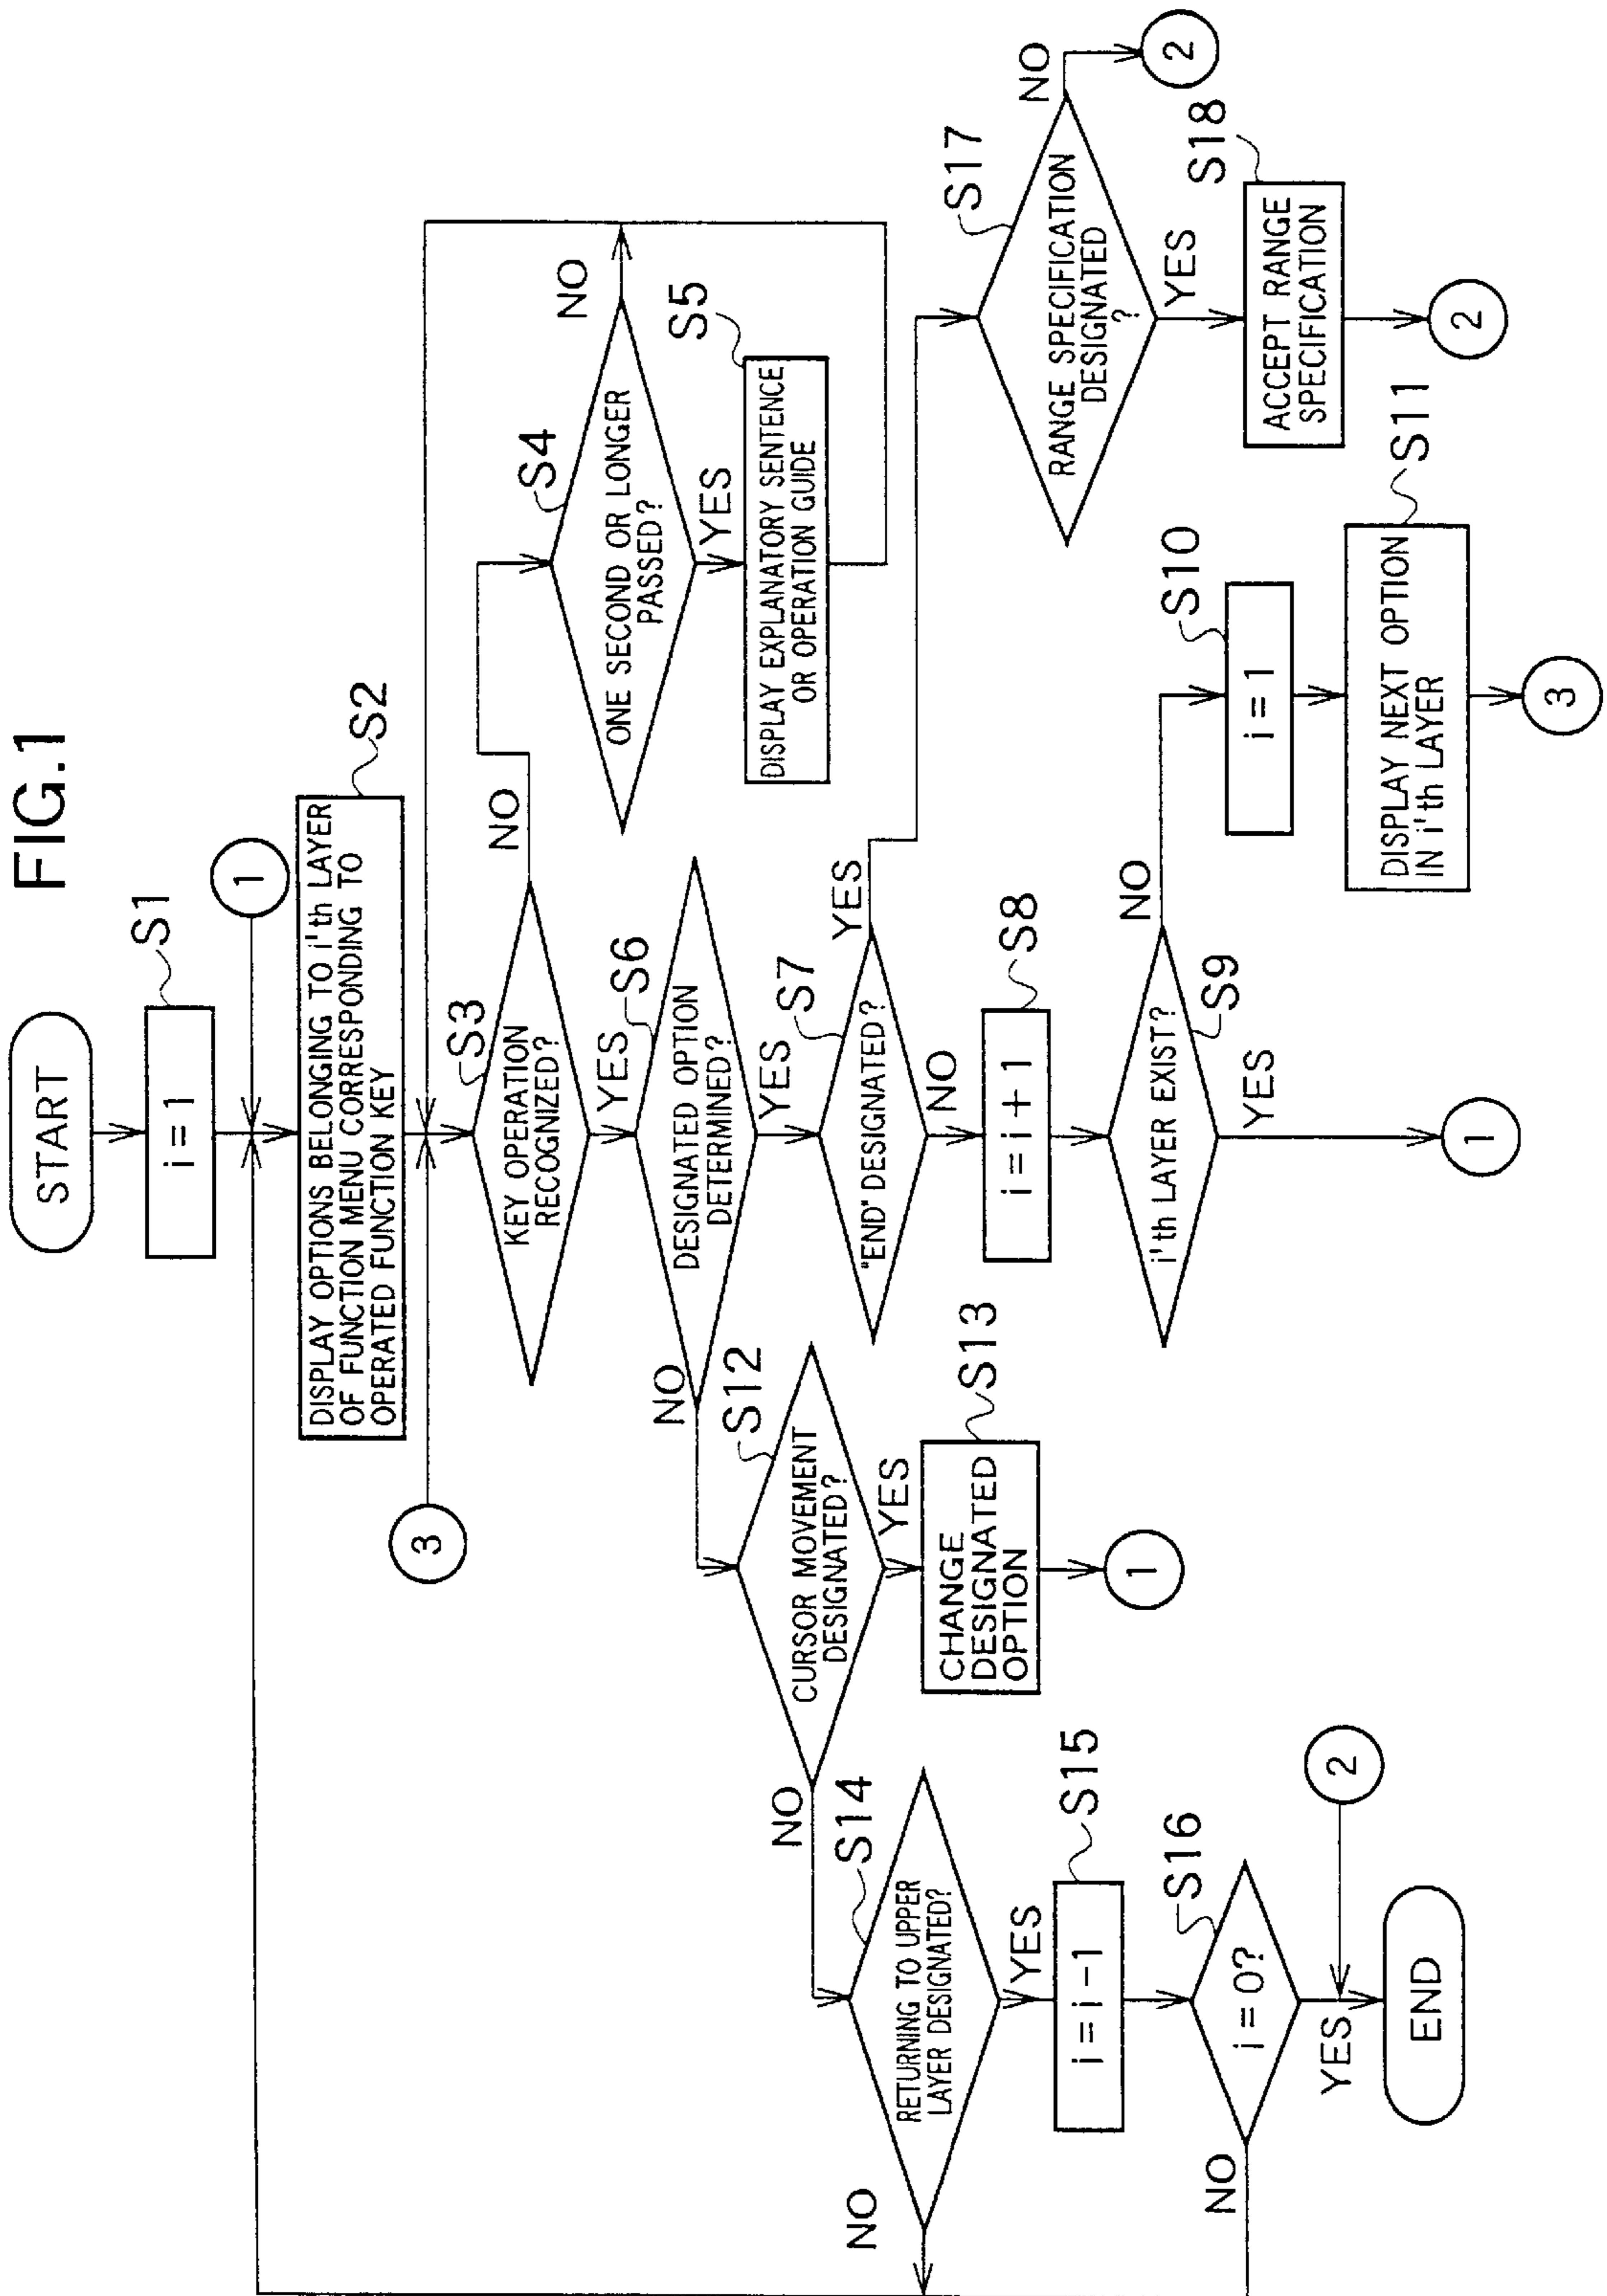 FIG.1
START
i = 1
S1
1
DISPLAY OPTIONS BELONGING TO i'th LAYER
OF FUNCTION MENU CORRESPONDING TO
OPERATED FUNCTION KEY
S2
3
KEY OPERATION
RECOGNIZED?
S3
NO
YES
ONE SECOND OR LONGER
PASSED?
S4
NO
YES
DISPLAY EXPLANATORY SENTENCE
OR OPERATION GUIDE
S5
DESIGNATED OPTION
DETERMINED?
S6
NO
YES
"END" DESIGNATED?
S7
YES
NO
i = i + 1
S8
i'th LAYER EXIST?
S9
NO
YES
1
i = 1
S10
DISPLAY NEXT OPTION
IN i'th LAYER
S11
3
CURSOR MOVEMENT
DESIGNATED?
S12
NO
YES
CHANGE
DESIGNATED
OPTION
S13
1
RETURNING TO UPPER
LAYER DESIGNATED?
S14
NO
YES
i = i - 1
S15
i = 0?
S16
NO
YES
2
END
RANGE SPECIFICATION
DESIGNATED
?
S17
NO
2
YES
ACCEPT RANGE
SPECIFICATION
S18
2